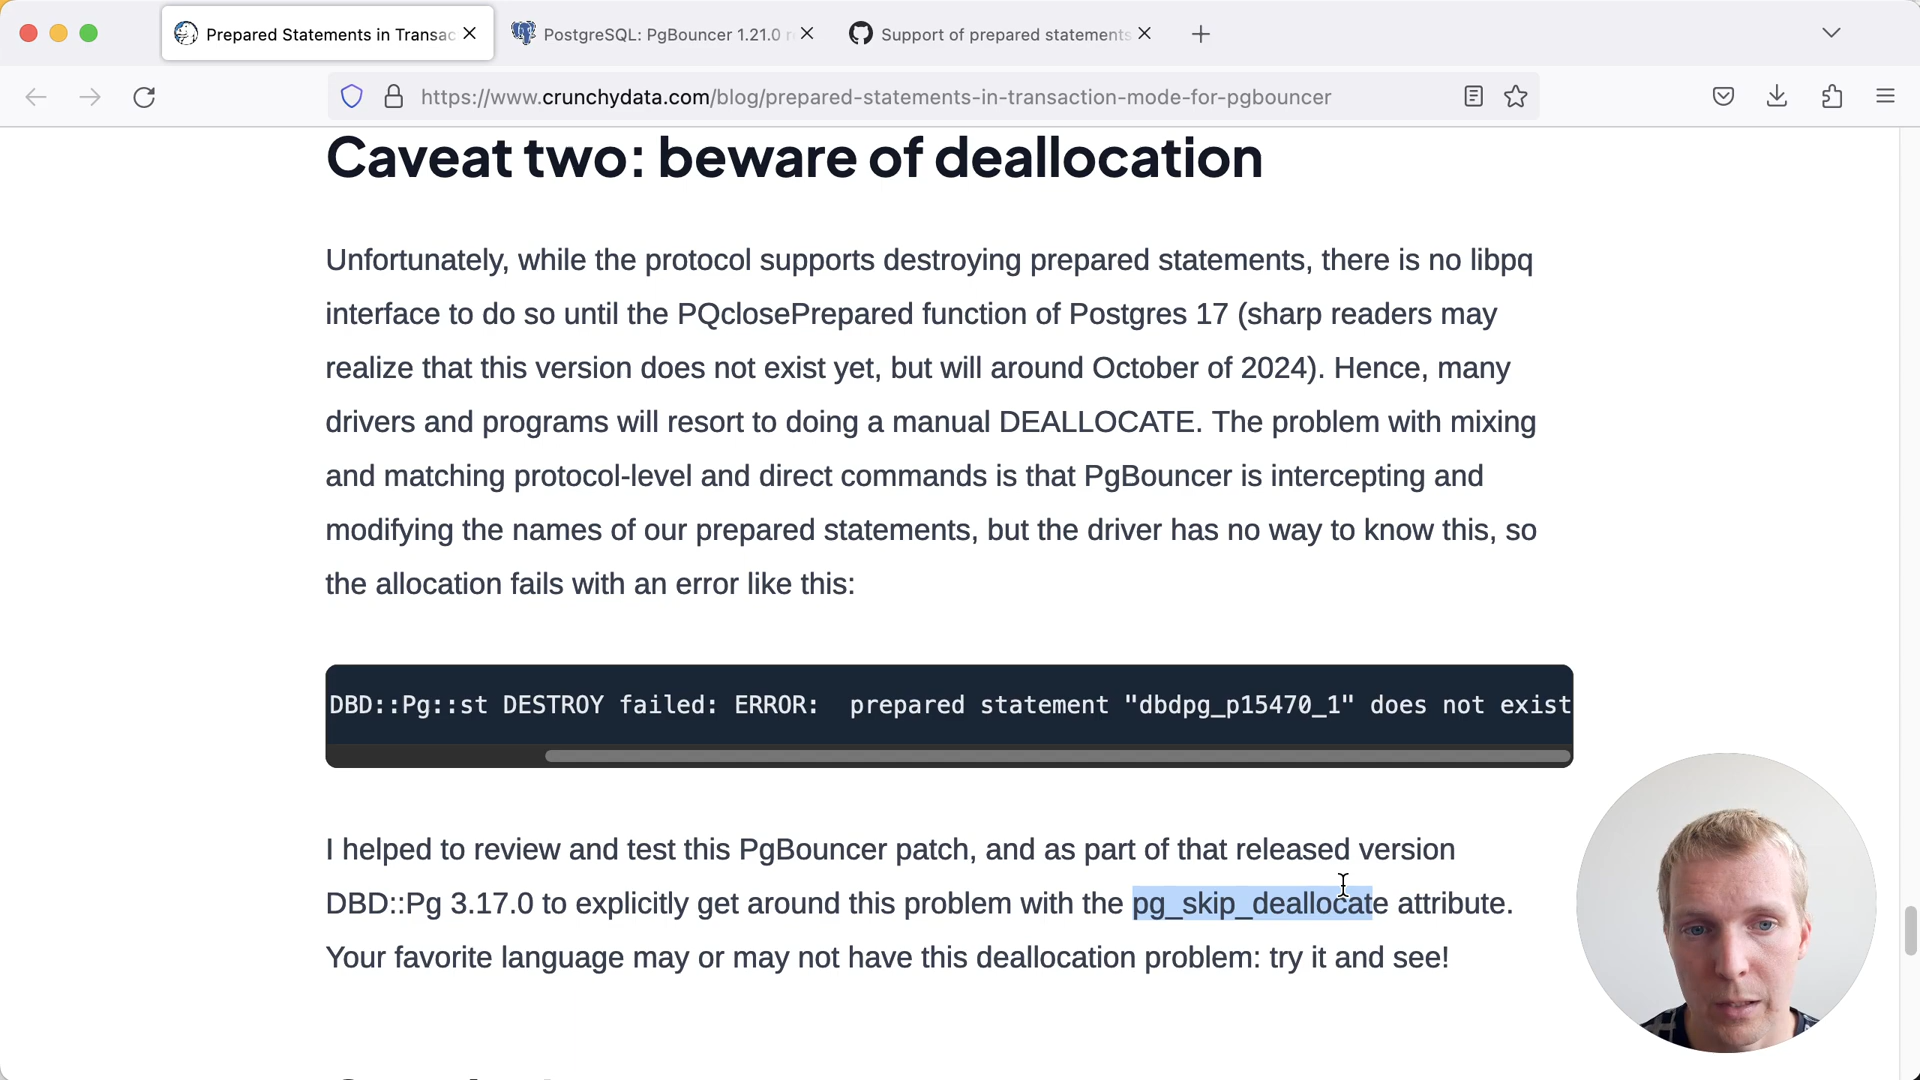 Prepared Statements in Transac
PostgreSQL: PgBouncer 1.21.0
Support of prepared statements
https://www.crunchydata.com/blog/prepared-statements-in-transaction-mode-for-pgbouncer
Caveat two: beware of deallocation
Unfortunately, while the protocol supports destroying prepared statements, there is no libpq
interface to do so until the PQclosePrepared function of Postgres 17 (sharp readers may
realize that this version does not exist yet, but will around October of 2024). Hence, many
drivers and programs will resort to doing a manual DEALLOCATE. The problem with mixing
and matching protocol-level and direct commands is that PgBouncer is intercepting and
modifying the names of our prepared statements, but the driver has no way to know this, so
the allocation fails with an error like this:
DBD::Pg::st DESTROY failed: ERROR:  prepared statement "dbdpg_p15470_1" does not exist
I helped to review and test this PgBouncer patch, and as part of that released version
DBD::Pg 3.17.0 to explicitly get around this problem with the pg_skip_deallocate attribute.
Your favorite language may or may not have this deallocation problem: try it and see!